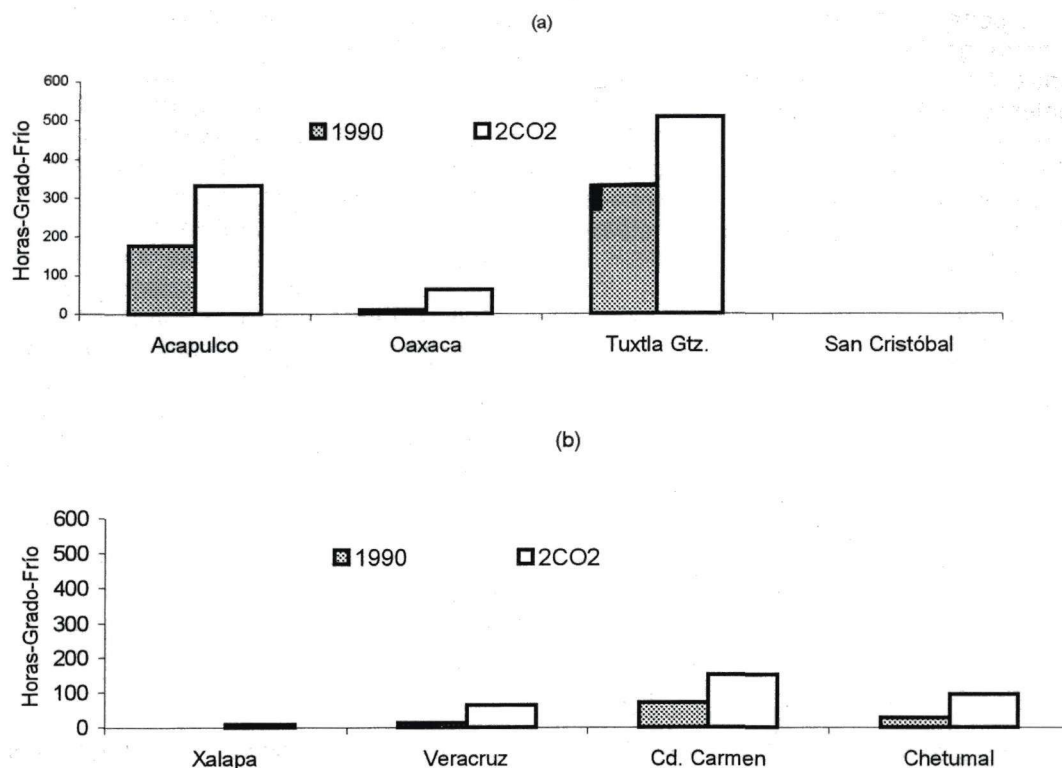 (a)
Horas-Grado-Frío
600
500
400
300
200
100
0
1990 2CO2
Acapulco Oaxaca Tuxtla Gtz. San Cristóbal
(b)
Horas-Grado-Frío
600
500
400
300
200
100
0
1990 2CO2
Xalapa Veracruz Cd. Carmen Chetumal